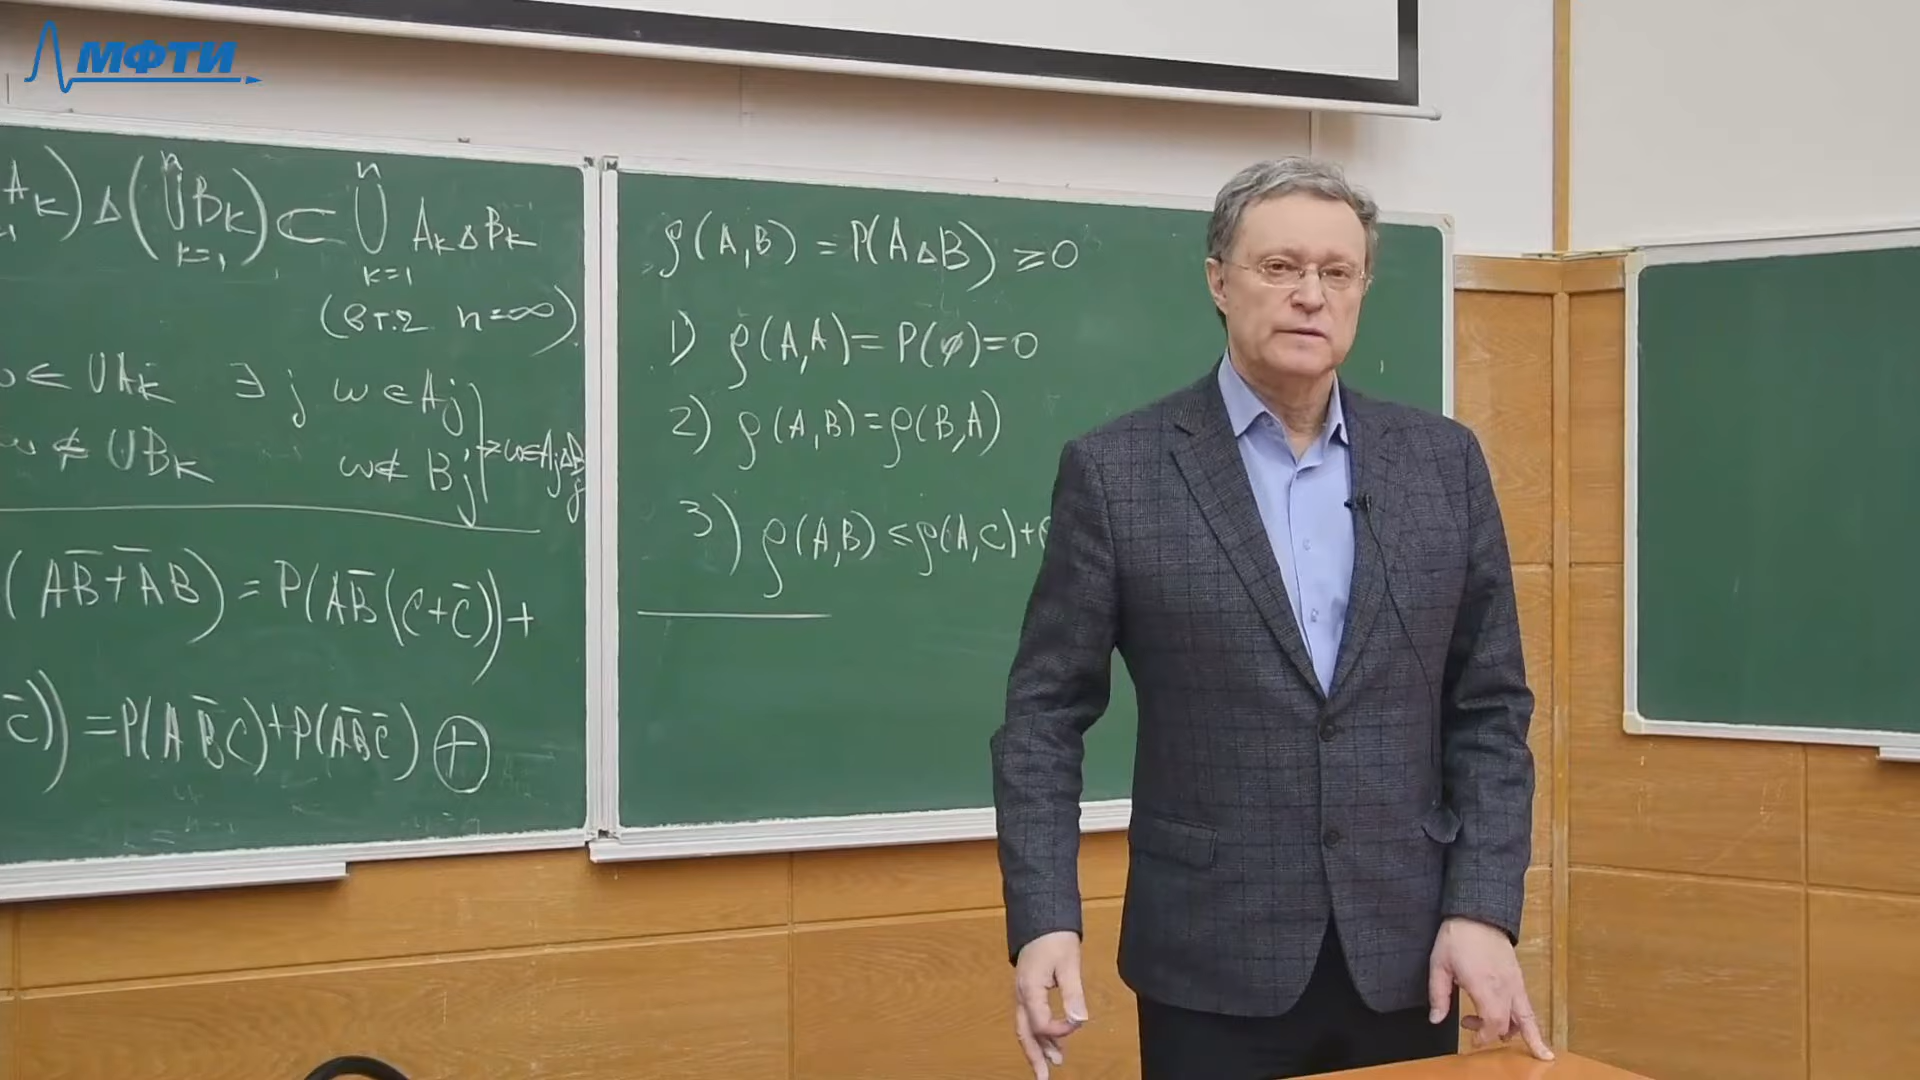 МФТИ
A_K) Δ (⋃_{K=1}^{n} B_K) ⊂ ⋃_{K=1}^{n} A_K Δ B_K
(в т.ч. n=∞)
∈ ∪A_K ∃ j ω ∈ A_j
ω ∉ ∪B_K ω ∉ B_j ⇒ ω∈A_jΔB_j
(AB̅+A̅B) = P(AB̅(C+C̅))+
C̅)) = P(AB̅C)+P(AB̅C̅) ⊕
ρ(A,B) = P(AΔB) ≥ 0
1) ρ(A,A) = P(∅) = 0
2) ρ(A,B) = ρ(B,A)
3) ρ(A,B) ≤ ρ(A,C)+